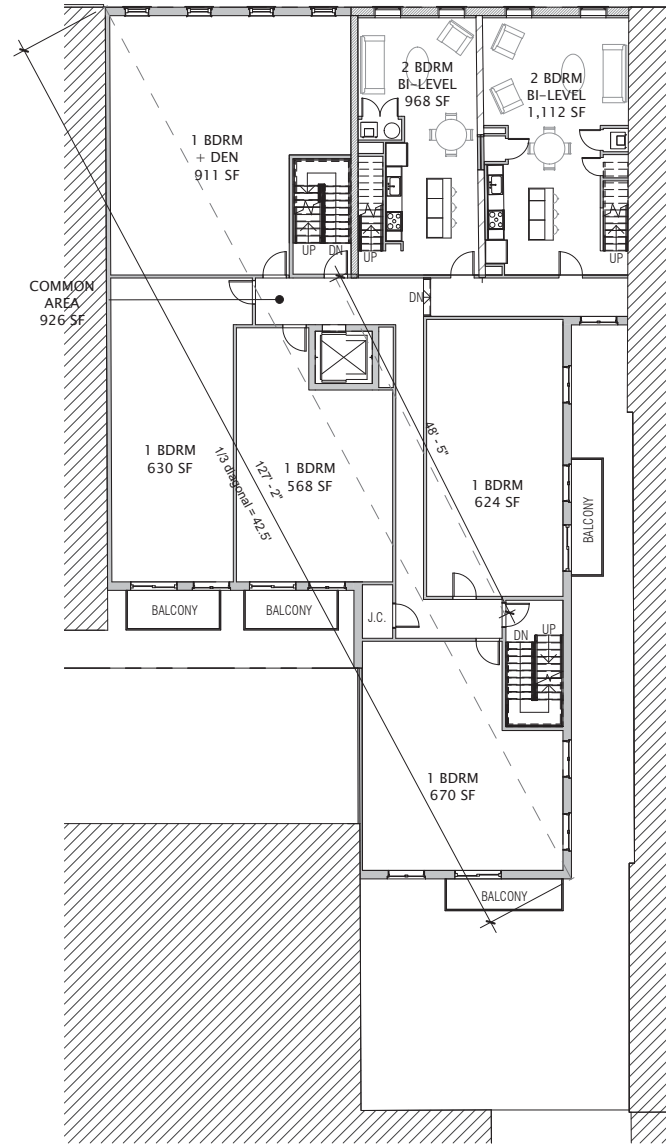 2 BDRM
BI-LEVEL
968 SF
2 BDRM
BI-LEVEL
1,112 SF
1 BDRM
+ DEN
911 SF
UP
DN
UP
UP
COMMON
AREA
926 SF
DN
48' - 5"
1 BDRM
630 SF
127' - 2"
1/3 diagonal = 42.5'
1 BDRM
568 SF
1 BDRM
624 SF
BALCONY
BALCONY
BALCONY
J.C.
DN
UP
1 BDRM
670 SF
BALCONY